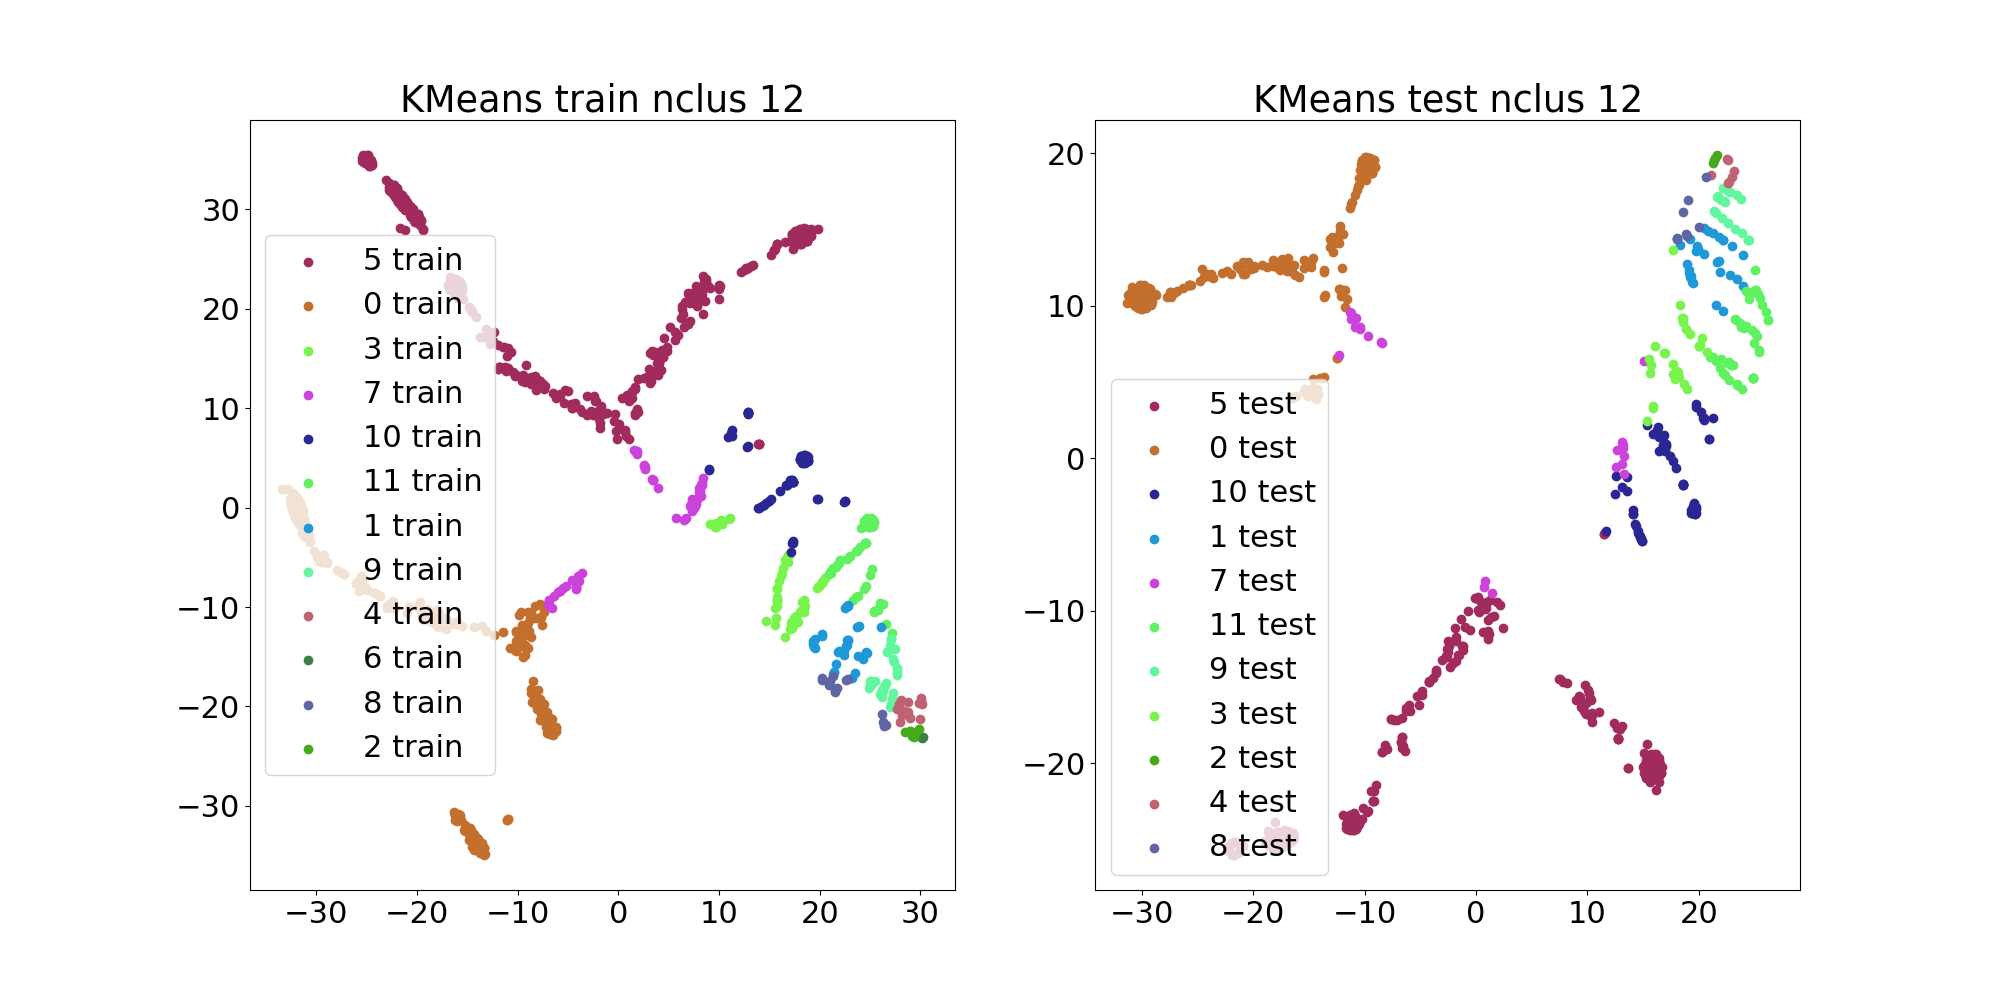 KMeans train nclus 12
30
20
10
0
−10
−20
−30
5 train
0 train
3 train
7 train
10 train
11 train
1 train
9 train
4 train
6 train
8 train
2 train
−30 −20 −10 0 10 20 30
KMeans test nclus 12
20
10
0
−10
−20
5 test
0 test
10 test
1 test
7 test
11 test
9 test
3 test
2 test
4 test
8 test
−30 −20 −10 0 10 20